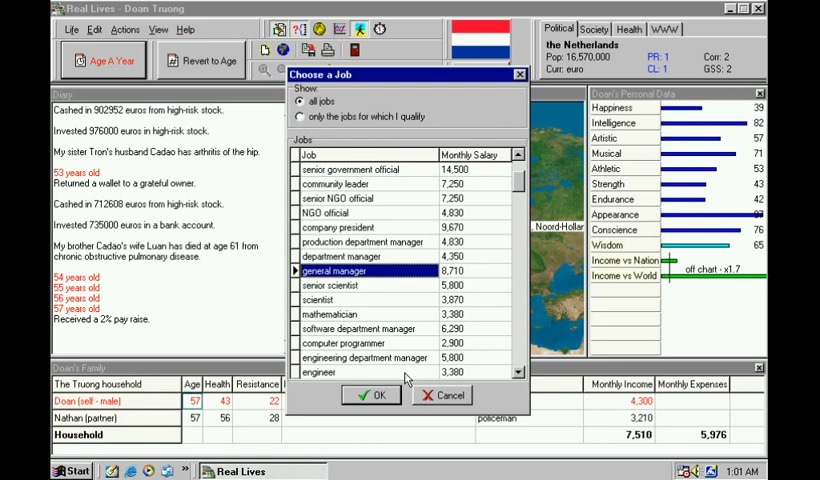 Real Lives - Doan Truong
Life Edit Actions View Help
Age A Year
Revert to Age
Political Society Health WWW
the Netherlands
Pop: 16,570,000 PR: 1 Corr: 2
Curr: euro CL: 1 GSS: 2
Diary
Cashed in 902952 euros from high-risk stock.
Invested 976000 euros in high-risk stock.
My sister Tron's husband Cadao has arthritis of the hip.
53 years old
Returned a wallet to a grateful owner.
Cashed in 712608 euros from high-risk stock.
Invested 735000 euros in a bank account.
My brother Cadao's wife Luan has died at age 61 from
chronic obstructive pulmonary disease.
54 years old
55 years old
56 years old
57 years old
Received a 2% pay raise.
Choose a Job
Show:
all jobs
only the jobs for which I qualify
Jobs
Job Monthly Salary
senior government official 14,500
community leader 7,250
senior NGO official 7,250
NGO official 4,830
company president 9,670
production department manager 4,830
department manager 4,350
general manager 8,710
senior scientist 5,800
scientist 3,870
mathematician 3,380
software department manager 6,290
computer programmer 2,900
engineering department manager 5,800
engineer 3,380
OK Cancel
, Noord-Hollar
Doan's Personal Data
Happiness 39
Intelligence 82
Artistic 57
Musical 71
Athletic 53
Strength 43
Endurance 42
Appearance
Conscience 76
Wisdom 65
Income vs Nation
Income vs World
off chart - x1.7
Doan's Family
The Truong household Age Health Resistance Monthly Income Monthly Expenses
Doan (self - male) 57 43 22 4,300
Nathan (partner) 57 56 28 policeman 3,210
Household 7,510 5,976
Start
Real Lives
1:01 AM